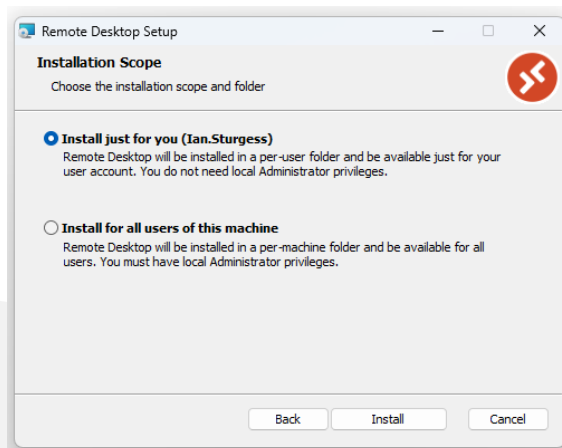 Remote Desktop Setup
Installation Scope
Choose the installation scope and folder
Install just for you (Ian.Sturgess)
Remote Desktop will be installed in a per-user folder and be available just for your
user account. You do not need local Administrator privileges.
Install for all users of this machine
Remote Desktop will be installed in a per-machine folder and be available for all
users. You must have local Administrator privileges.
Back
Install
Cancel